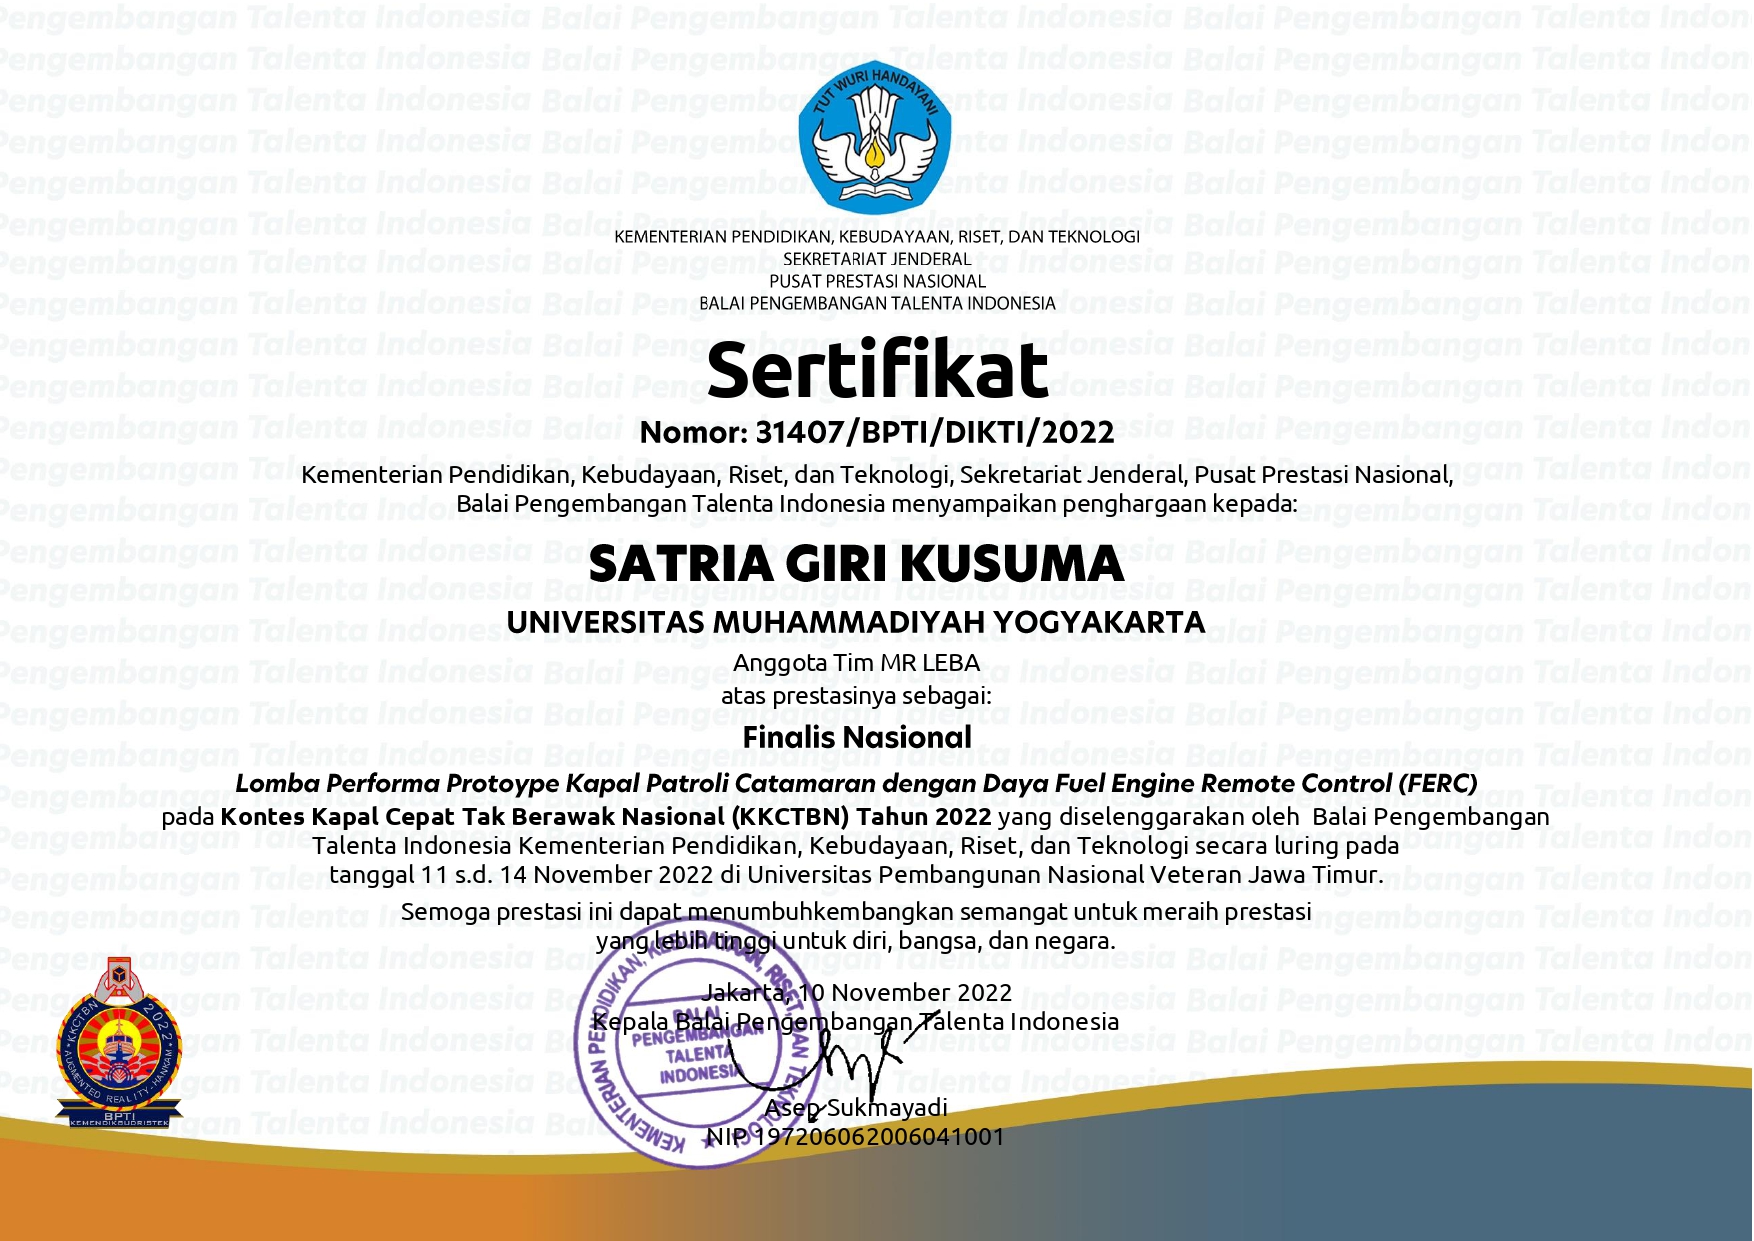 TUT WURI HANDAYANI
KEMENTERIAN PENDIDIKAN, KEBUDAYAAN, RISET, DAN TEKNOLOGI
SEKRETARIAT JENDERAL
PUSAT PRESTASI NASIONAL
BALAI PENGEMBANGAN TALENTA INDONESIA
Sertifikat
Nomor: 31407/BPTI/DIKTI/2022
Kementerian Pendidikan, Kebudayaan, Riset, dan Teknologi, Sekretariat Jenderal, Pusat Prestasi Nasional,
Balai Pengembangan Talenta Indonesia menyampaikan penghargaan kepada:
SATRIA GIRI KUSUMA
UNIVERSITAS MUHAMMADIYAH YOGYAKARTA
Anggota Tim MR LEBA
atas prestasinya sebagai:
Finalis Nasional
Lomba Performa Protoype Kapal Patroli Catamaran dengan Daya Fuel Engine Remote Control (FERC)
pada Kontes Kapal Cepat Tak Berawak Nasional (KKCTBN) Tahun 2022 yang diselenggarakan oleh Balai Pengembangan
Talenta Indonesia Kementerian Pendidikan, Kebudayaan, Riset, dan Teknologi secara luring pada
tanggal 11 s.d. 14 November 2022 di Universitas Pembangunan Nasional Veteran Jawa Timur.
Semoga prestasi ini dapat menumbuhkembangkan semangat untuk meraih prestasi
yang lebih tinggi untuk diri, bangsa, dan negara.
Jakarta, 10 November 2022
Kepala Balai Pengembangan Talenta Indonesia
KEMENTERIAN PENDIDIKAN, KEBUDAYAAN, RISET, DAN TEKNOLOGI
BALAI
PENGEMBANGAN
TALENTA
INDONESIA
Asep Sukmayadi
NIP 197206062006041001
KKCTBN 2022
AUGMENTED REALITY - HANKAM
BPTI
KEMENDIKBUDRISTEK